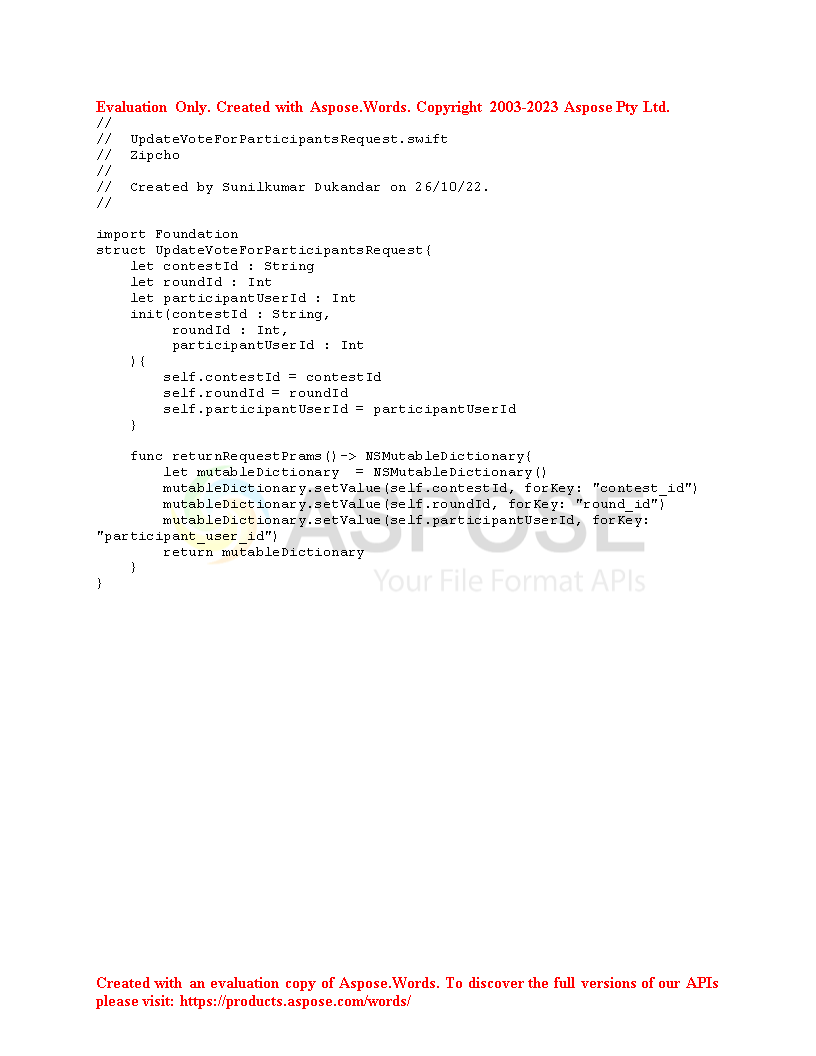 Evaluation Only. Created with Aspose.Words. Copyright 2003-2023 Aspose Pty Ltd.
//
//  UpdateVoteForParticipantsRequest.swift
//  Zipcho
//
//  Created by Sunilkumar Dukandar on 26/10/22.
//

import Foundation
struct UpdateVoteForParticipantsRequest{
    let contestId : String
    let roundId : Int
    let participantUserId : Int
    init(contestId : String,
         roundId : Int,
         participantUserId : Int
    ){
        self.contestId = contestId
        self.roundId = roundId
        self.participantUserId = participantUserId
    }

    func returnRequestPrams()-> NSMutableDictionary{
        let mutableDictionary  = NSMutableDictionary()
        mutableDictionary.setValue(self.contestId, forKey: "contest_id")
        mutableDictionary.setValue(self.roundId, forKey: "round_id")
        mutableDictionary.setValue(self.participantUserId, forKey:
"participant_user_id")
        return mutableDictionary
    }
}
ASPOSE
Your File Format APIs
Created with an evaluation copy of Aspose.Words. To discover the full versions of our APIs
please visit: https://products.aspose.com/words/